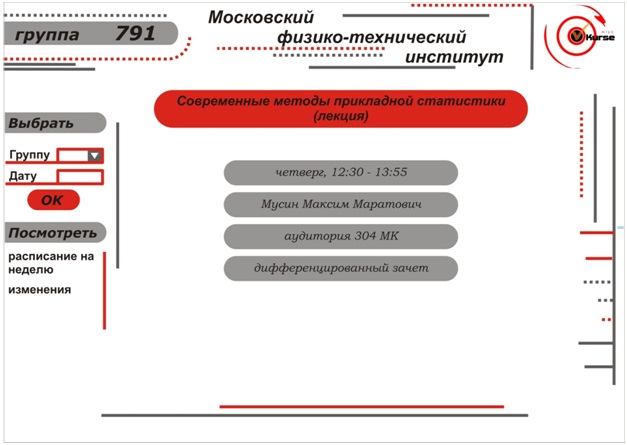 группа 791
Московский
физико-технический
институт
Kurse
Современные методы прикладной статистики
(лекция)
Выбрать
Группу
Дату
ОК
Посмотреть
расписание на
неделю
изменения
четверг, 12:30 - 13:55
Мусин Максим Маратович
аудитория 304 МК
дифференцированный зачет